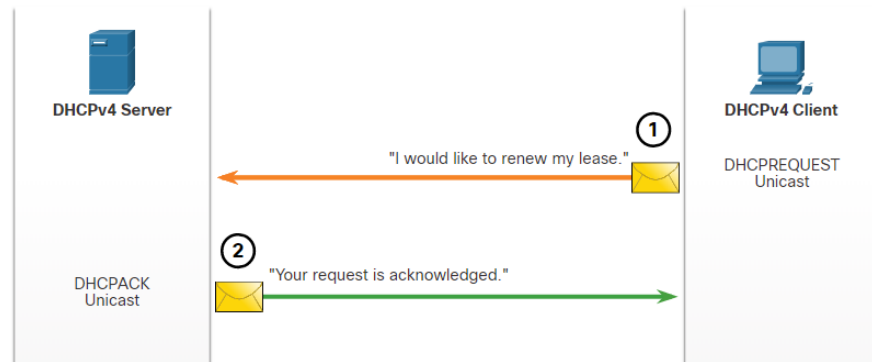 DHCPv4 Server
DHCPv4 Client
1
"I would like to renew my lease."
DHCPREQUEST
Unicast
2
"Your request is acknowledged."
DHCPACK
Unicast